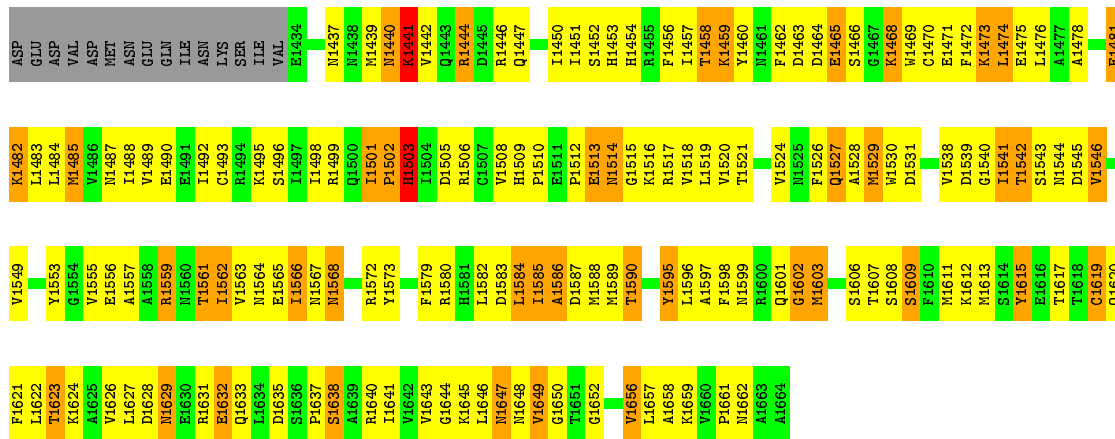 ASP GLU ASP VAL ASP MET ASN GLU GLN ILE ASN LYS SER ILE VAL E1434 N1437 N1438 M1439 N1440 K1441 V1442 Q1443 R1444 D1445 R1446 Q1447 I1450 I1451 S1452 H1453 H1454 R1455 F1456 I1457 T1458 K1459 Y1460 N1461 F1462 D1463 D1464 E1465 S1466 G1467 K1468 W1469 C1470 E1471 F1472 K1473 L1474 E1475 L1476 A1477 A1478
K1482 L1483 L1484 M1485 V1486 N1487 I1488 V1489 E1490 E1491 I1492 C1493 R1494 K1495 S1496 I1497 I1498 R1499 Q1500 I1501 P1502 H1503 I1504 D1505 R1506 C1507 V1508 H1509 P1510 E1511 P1512 E1513 N1514 G1515 K1516 R1517 V1518 L1519 V1520 T1521 V1524 N1525 F1526 Q1527 A1528 M1529 W1530 D1531 V1538 D1539 G1540 I1541 T1542 S1543 N1544 D1545 V1546
V1549 Y1553 G1554 V1555 E1556 A1557 A1558 R1559 N1560 T1561 I1562 V1563 N1564 E1565 I1566 N1567 N1568 R1572 Y1573 F1579 R1580 H1581 L1582 D1583 L1584 I1585 A1586 D1587 M1588 M1589 T1590 Y1595 L1596 A1597 F1598 N1599 R1600 Q1601 G1602 M1603 S1606 T1607 S1608 S1609 F1610 M1611 K1612 M1613 S1614 Y1615 E1616 T1617 T1618 C1619
F1621 L1622 T1623 K1624 A1625 V1626 L1627 D1628 N1629 E1630 R1631 E1632 Q1633 L1634 D1635 S1636 P1637 S1638 A1639 R1640 I1641 V1642 V1643 G1644 K1645 L1646 N1647 N1648 V1649 G1650 T1651 G1652 V1656 L1657 A1658 K1659 V1660 P1661 N1662 A1663 A1664